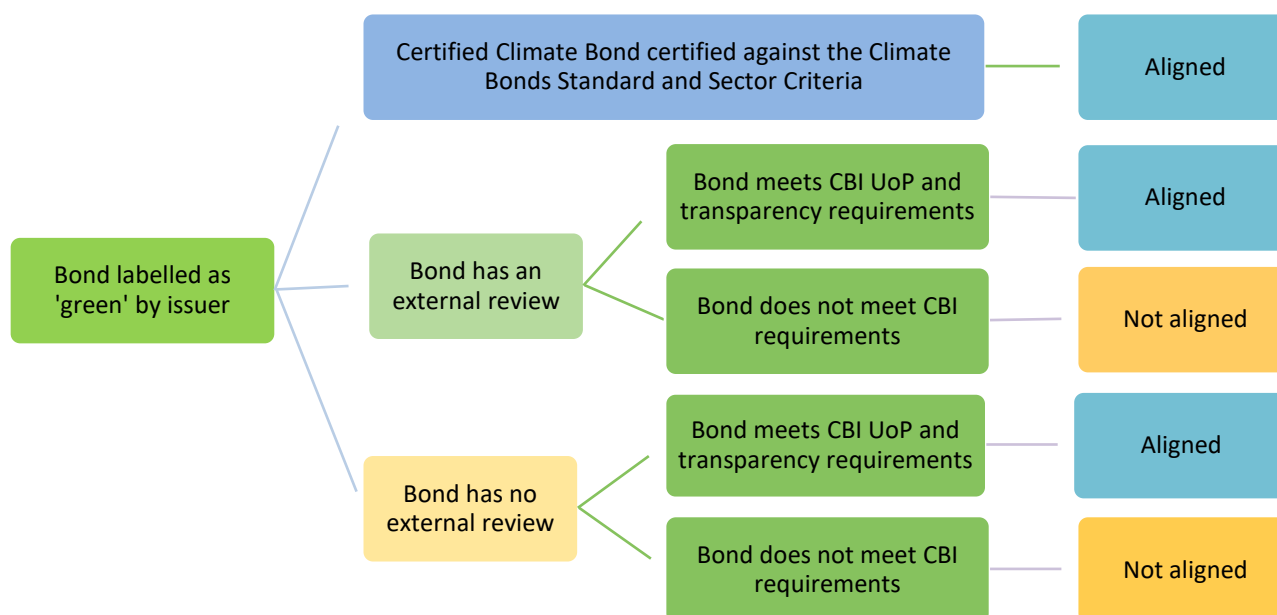 Certified Climate Bond certified against the Climate
Bonds Standard and Sector Criteria
Aligned
Bond labelled as
'green' by issuer
Bond has an
external review
Bond meets CBI UoP and
transparency requirements
Aligned
Bond does not meet CBI
requirements
Not aligned
Bond has no
external review
Bond meets CBI UoP and
transparency requirements
Aligned
Bond does not meet CBI
requirements
Not aligned